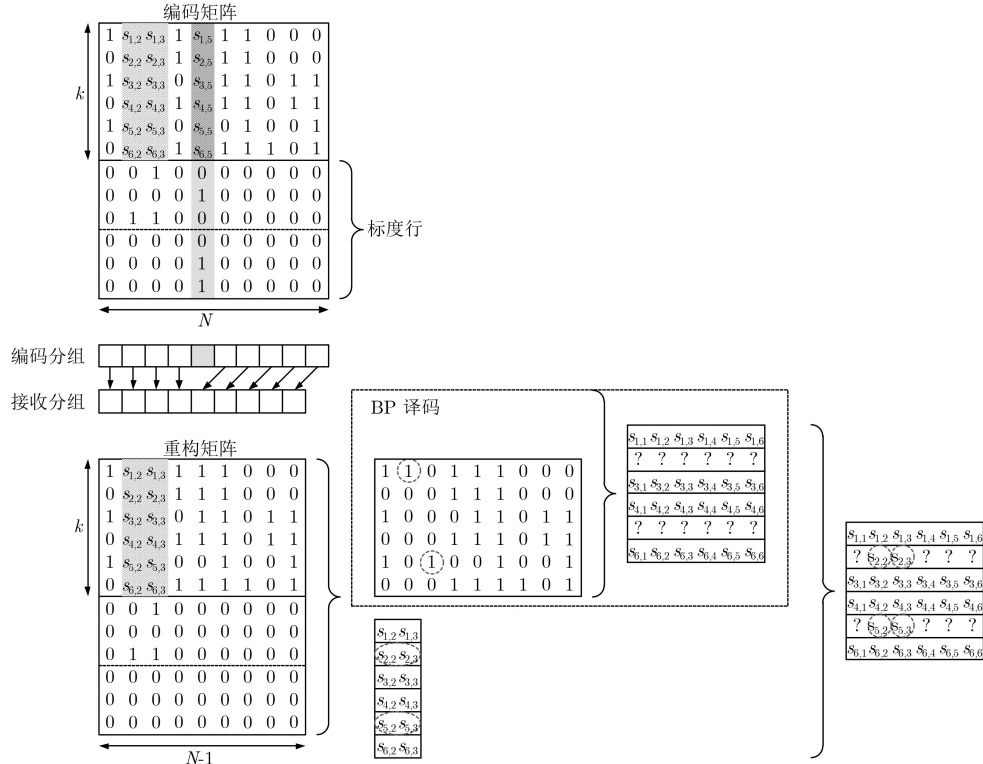 编码矩阵
1 s1,2 s1,3 1 s1,5 1 1 0 0 0
0 s2,2 s2,3 1 s2,5 1 1 0 0 0
1 s3,2 s3,3 0 s3,5 1 1 0 1 1
k
0 s4,2 s4,3 1 s4,5 1 1 0 1 1
1 s5,2 s5,3 0 s5,5 0 1 0 0 1
0 s6,2 s6,3 1 s6,5 1 1 1 0 1
0 0 1 0 0 0 0 0 0 0
0 0 0 0 1 0 0 0 0 0
0 1 1 0 0 0 0 0 0 0
标度行
0 0 0 0 0 0 0 0 0 0
0 0 0 0 1 0 0 0 0 0
0 0 0 0 1 0 0 0 0 0
N
编码分组
接收分组
重构矩阵
1 s1,2 s1,3 1 1 1 0 0 0
0 s2,2 s2,3 1 1 1 0 0 0
1 s3,2 s3,3 0 1 1 0 1 1
k
0 s4,2 s4,3 1 1 1 0 1 1
1 s5,2 s5,3 0 0 1 0 0 1
0 s6,2 s6,3 1 1 1 1 0 1
0 0 1 0 0 0 0 0 0
0 0 0 0 0 0 0 0 0
0 1 1 0 0 0 0 0 0
0 0 0 0 0 0 0 0 0
0 0 0 0 0 0 0 0 0
0 0 0 0 0 0 0 0 0
N-1
BP 译码
1 1 0 1 1 1 0 0 0
0 0 0 1 1 1 0 0 0
1 0 0 0 1 1 0 1 1
0 0 0 1 1 1 0 1 1
1 0 1 0 0 1 0 0 1
0 0 0 1 1 1 1 0 1
s1,1 s1,2 s1,3 s1,4 s1,5 s1,6
? ? ? ? ? ?
s3,1 s3,2 s3,3 s3,4 s3,5 s3,6
s4,1 s4,2 s4,3 s4,4 s4,5 s4,6
? ? ? ? ? ?
s6,1 s6,2 s6,3 s6,4 s6,5 s6,6
s1,2 s1,3
s2,2 s2,3
s3,2 s3,3
s4,2 s4,3
s5,2 s5,3
s6,2 s6,3
s1,1 s1,2 s1,3 s1,4 s1,5 s1,6
? s2,2 s2,3 ? ? ?
s3,1 s3,2 s3,3 s3,4 s3,5 s3,6
s4,1 s4,2 s4,3 s4,4 s4,5 s4,6
? s5,2 s5,3 ? ? ?
s6,1 s6,2 s6,3 s6,4 s6,5 s6,6